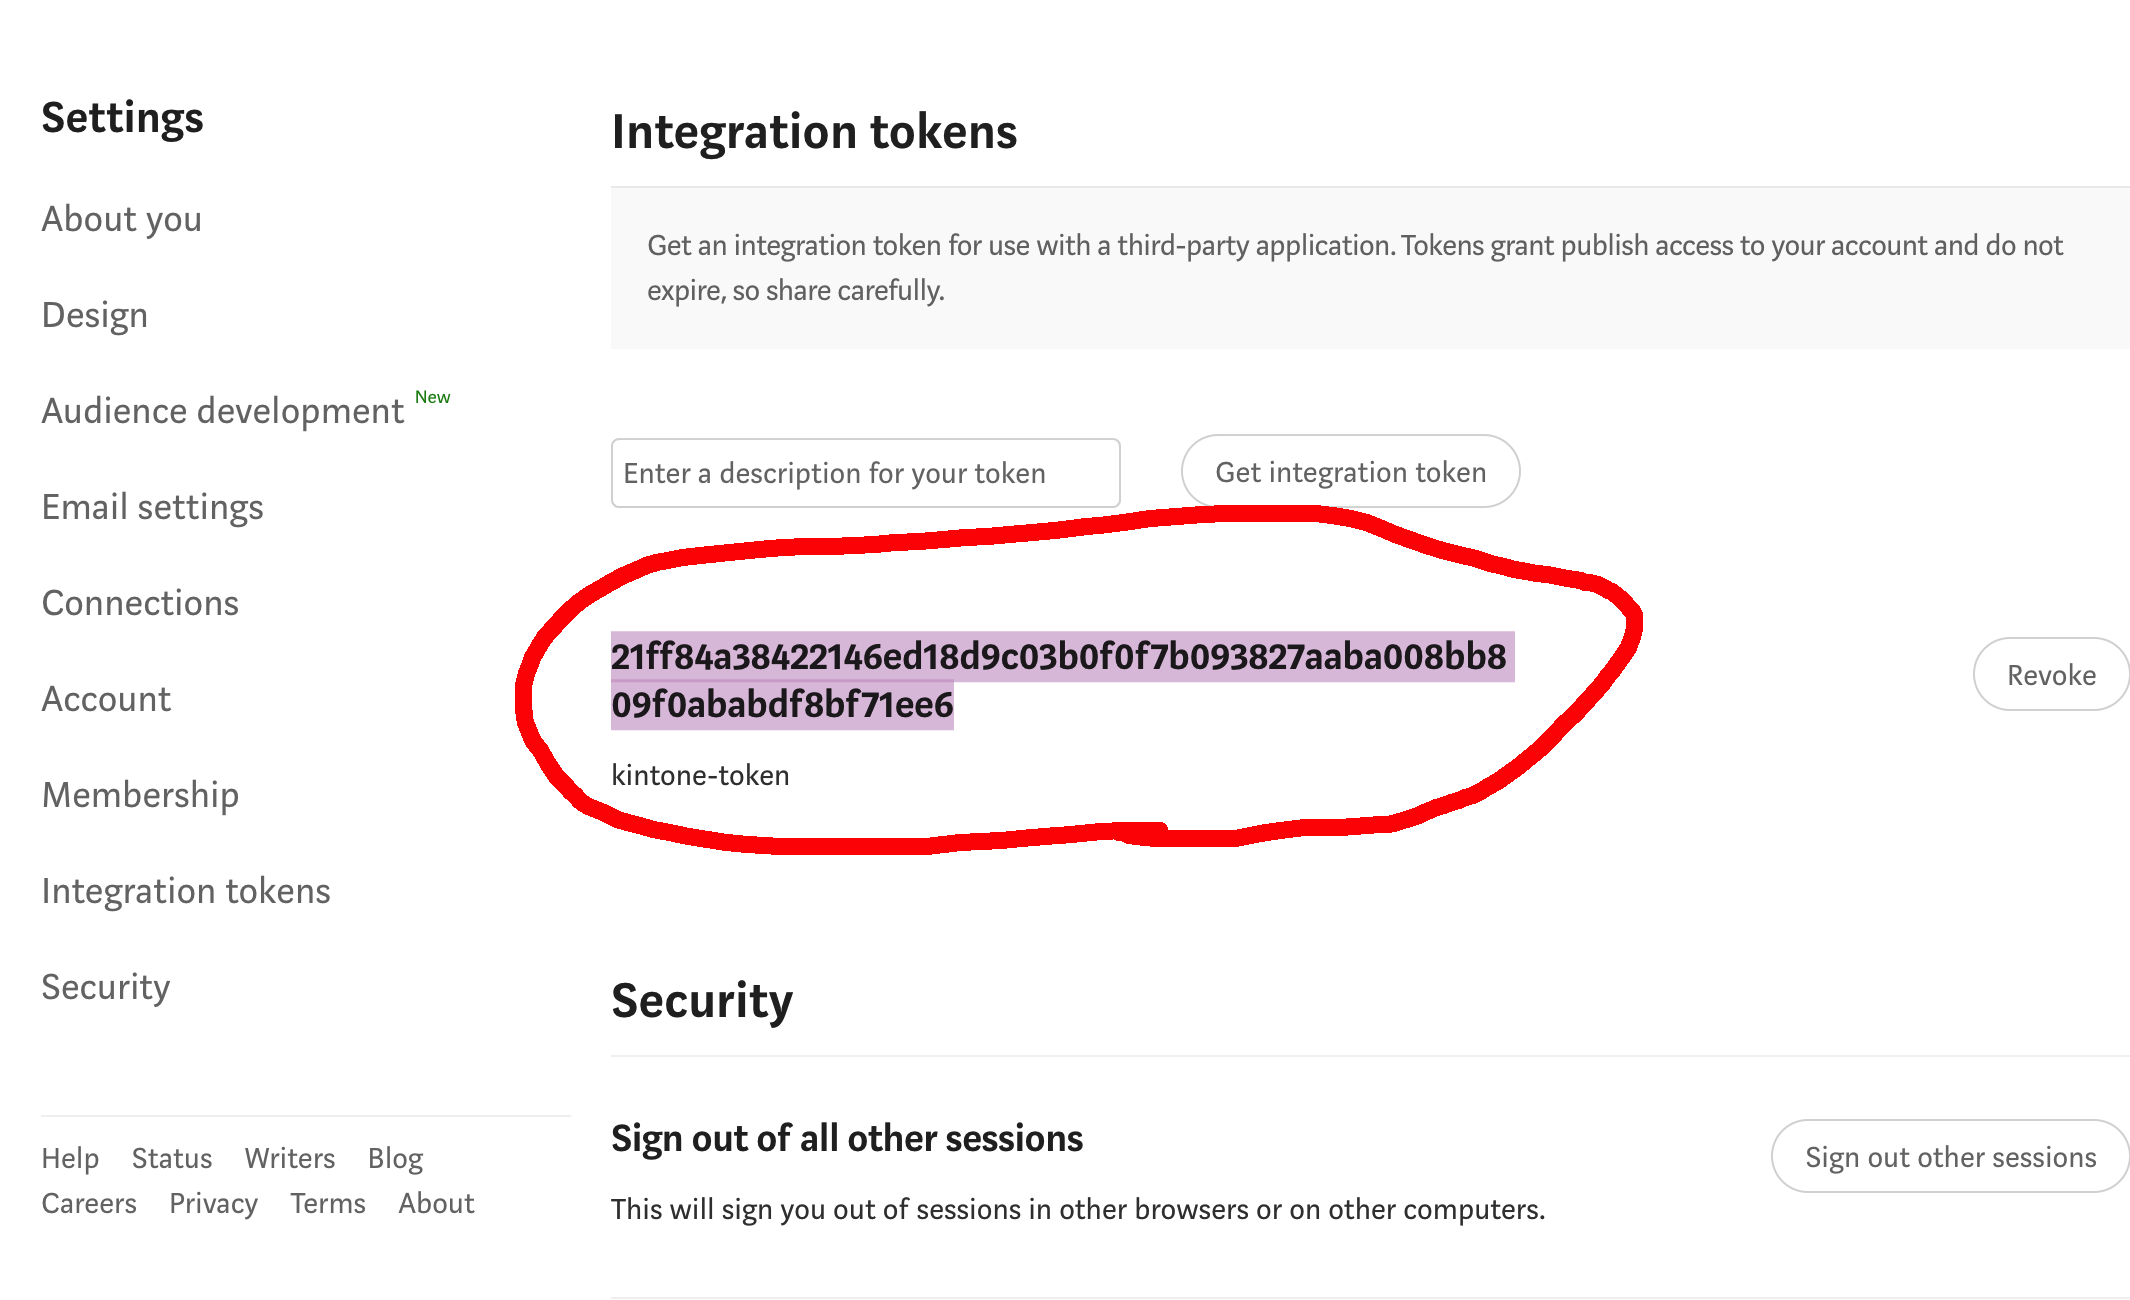 Settings
About you
Design
Audience development New
Email settings
Connections
Account
Membership
Integration tokens
Security
Help Status Writers Blog
Careers Privacy Terms About
Integration tokens
Get an integration token for use with a third-party application. Tokens grant publish access to your account and do not
expire, so share carefully.
Enter a description for your token
Get integration token
21ff84a38422146ed18d9c03b0f0f7b093827aaba008bb8
09f0ababdf8bf71ee6
kintone-token
Revoke
Security
Sign out of all other sessions
Sign out other sessions
This will sign you out of sessions in other browsers or on other computers.